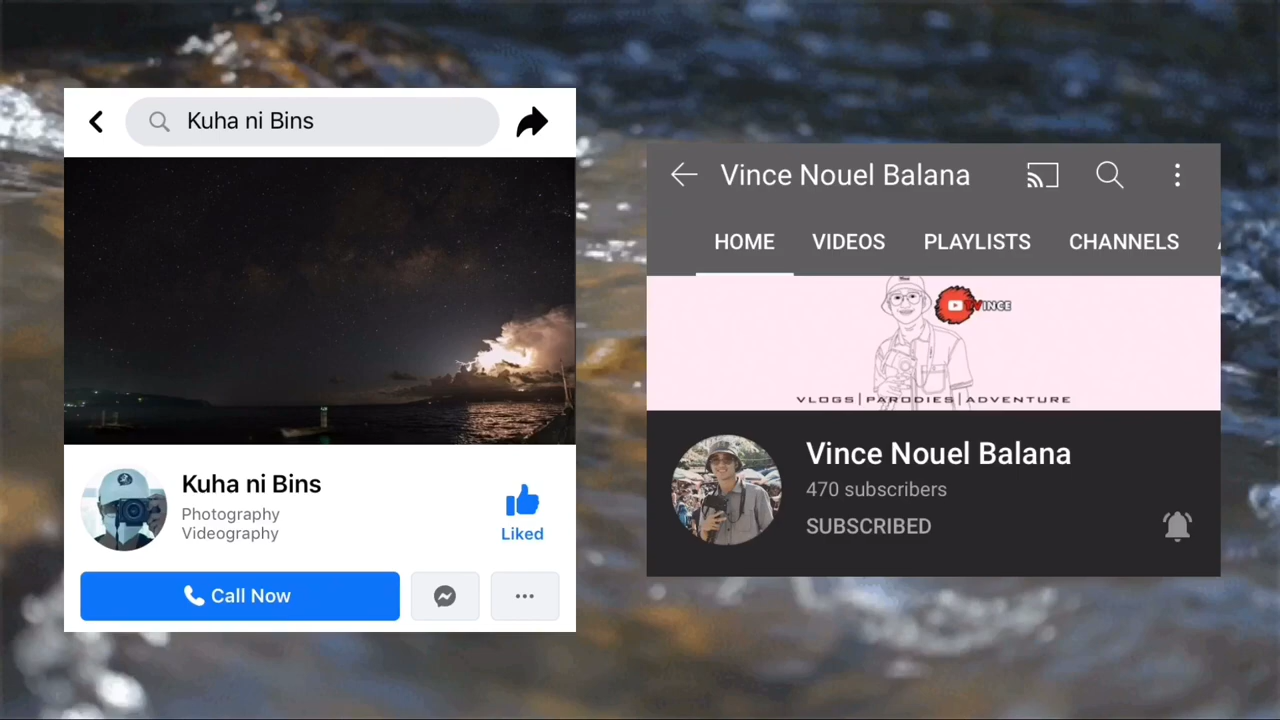 Kuha ni Bins
Kuha ni Bins
Photography
Videography
Liked
Call Now
Vince Nouel Balana
HOME VIDEOS PLAYLISTS CHANNELS
VINCE
VLOGS|PARODIES|ADVENTURE
Vince Nouel Balana
470 subscribers
SUBSCRIBED